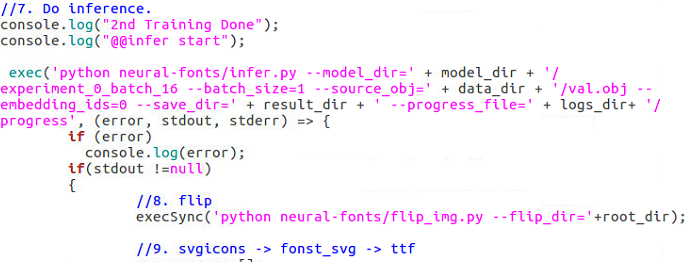 //7. Do inference.
console.log("2nd Training Done");
console.log("@@infer start");
exec('python neural-fonts/infer.py --model_dir=' + model_dir + '/
experiment_0_batch_16 --batch_size=1 --source_obj=' + data_dir + '/val.obj --
embedding_ids=0 --save_dir=' + result_dir + ' --progress_file=' + logs_dir+ '/
progress', (error, stdout, stderr) => {
if (error)
console.log(error);
if(stdout !=null)
{
//8. flip
execSync('python neural-fonts/flip_img.py --flip_dir='+root_dir);
//9. svgicons -> fonst_svg -> ttf